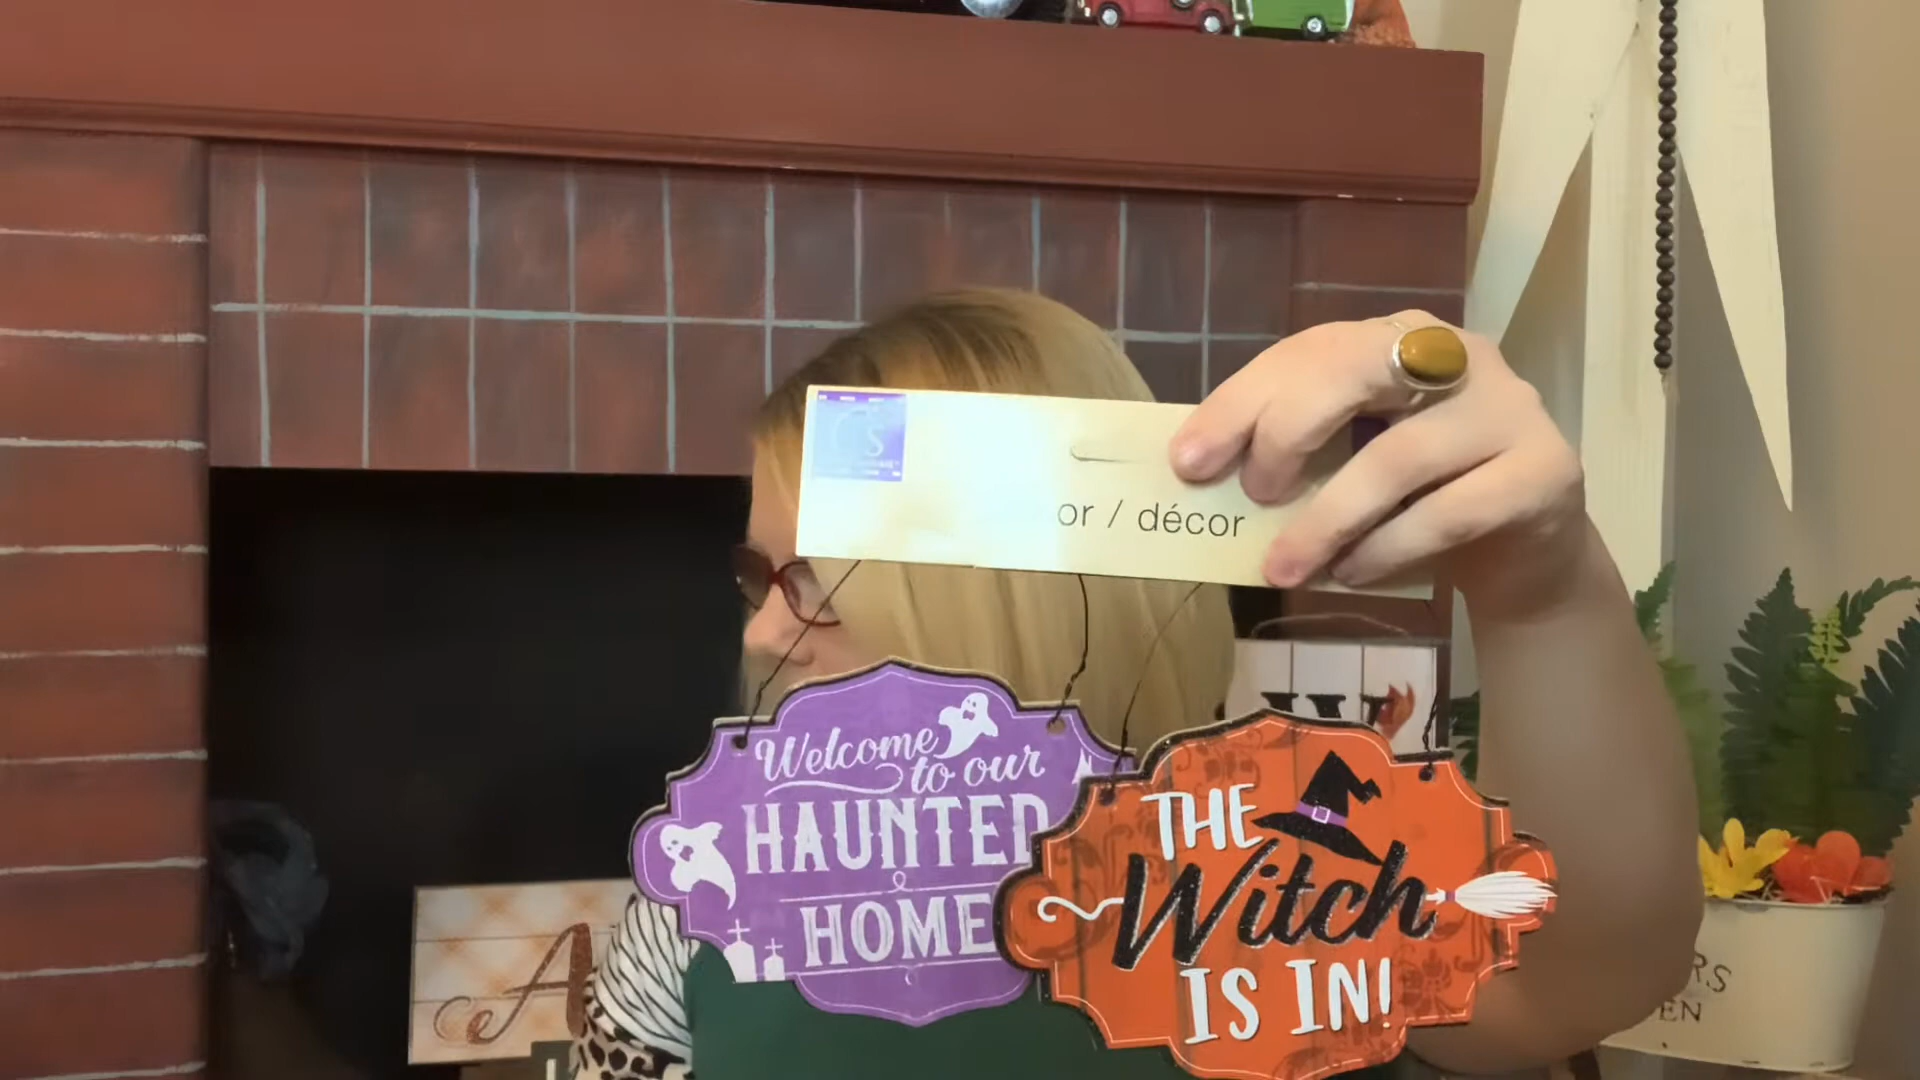 or / décor
Welcome
to our
HAUNTED
HOME
THE
Witch
IS IN!
A